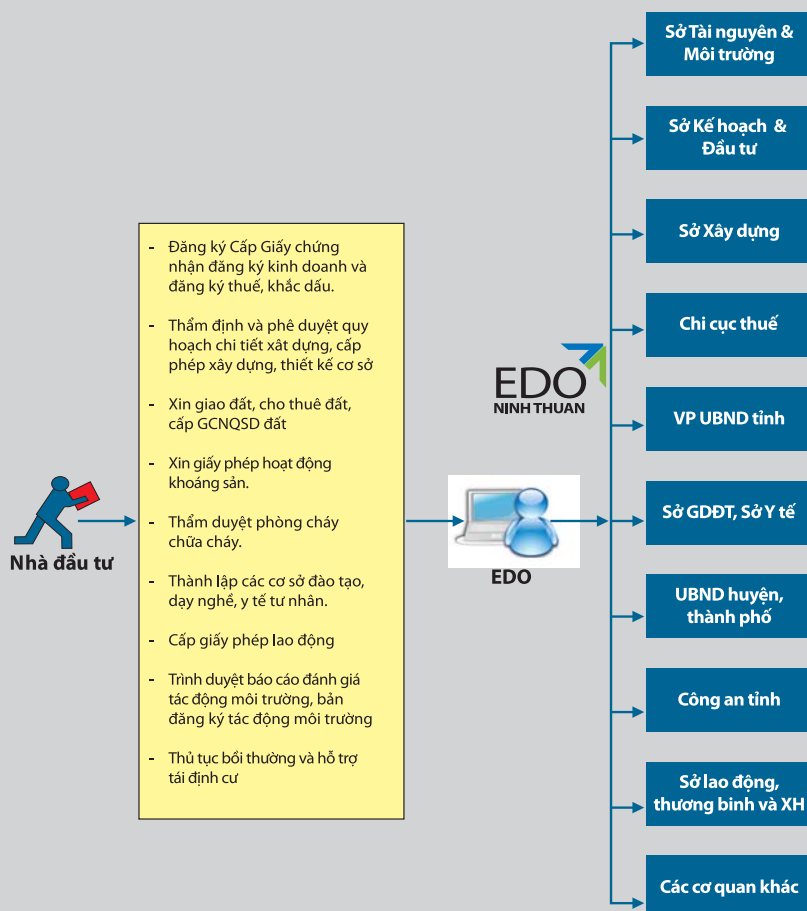 Nhà đầu tư
- Đăng ký Cấp Giấy chứng
nhận đăng ký kinh doanh và
đăng ký thuế, khắc dấu.
- Thẩm định và phê duyệt quy
hoạch chi tiết xât dựng, cấp
phép xây dựng, thiết kế cơ sở
- Xin giao đất, cho thuê đất,
cấp GCNQSD đất
- Xin giấy phép hoạt động
khoáng sản.
- Thẩm duyệt phòng cháy
chữa cháy.
- Thành lập các cơ sở đào tạo,
dạy nghề, y tế tư nhân.
- Cấp giấy phép lao động
- Trình duyệt báo cáo đánh giá
tác động môi trường, bản
đăng ký tác động môi trường
- Thủ tục bồi thường và hỗ trợ
tái định cư
EDO
NINH THUAN
EDO
Sở Tài nguyên &
Môi trường
Sở Kế hoạch &
Đầu tư
Sở Xây dựng
Chi cục thuế
VP UBND tỉnh
Sở GDĐT, Sở Y tế
UBND huyện,
thành phố
Công an tỉnh
Sở lao động,
thương binh và XH
Các cơ quan khác